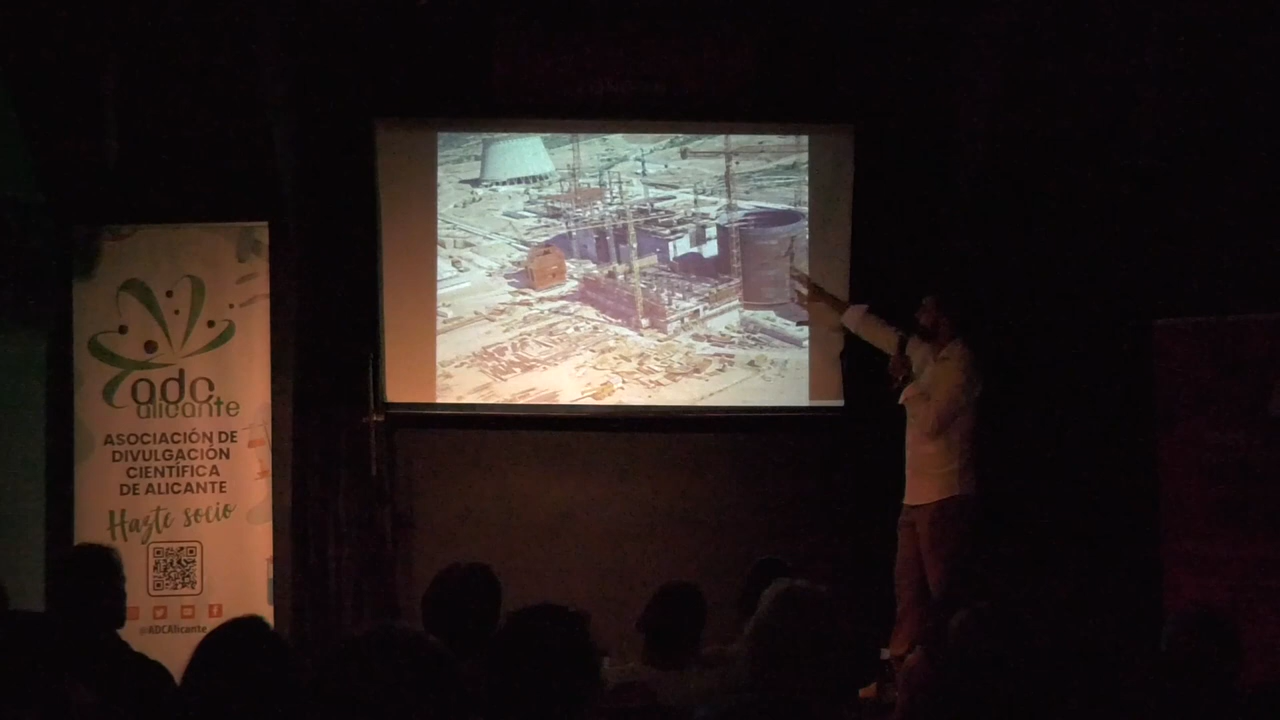 adc
alicante
ASOCIACIÓN DE
DIVULGACIÓN
CIENTÍFICA
DE ALICANTE
Hazte socio
@ADCAlicante